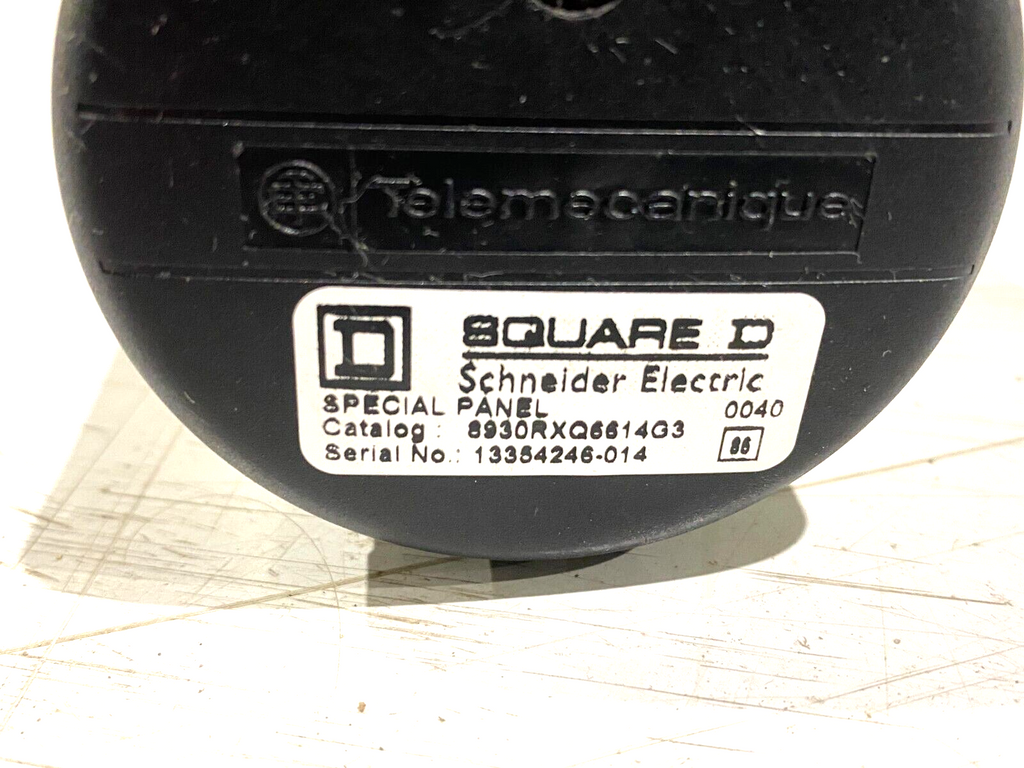 Telemecanique
D
SQUARE D
Schneider Electric
SPECIAL PANEL 0040
Catalog : 8930RXQ6614G3
Serial No.: 13354246-014
86